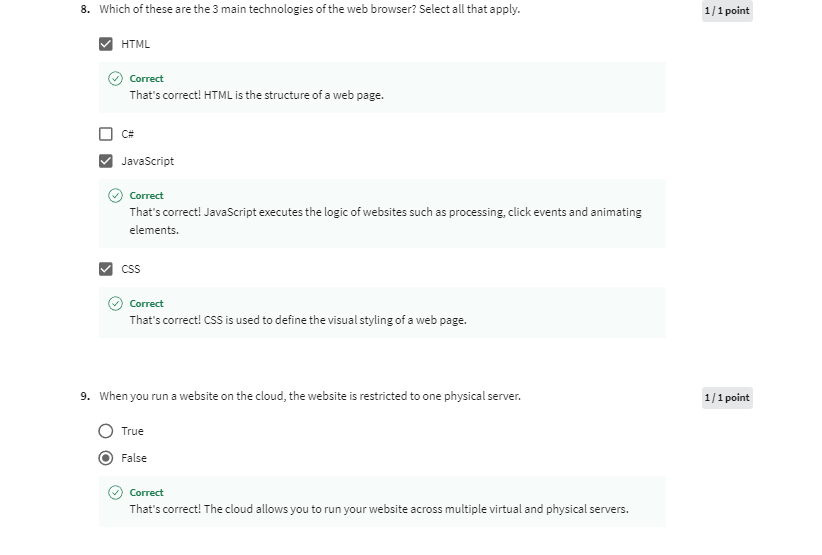 8. Which of these are the 3 main technologies of the web browser? Select all that apply.
1 / 1 point
HTML
Correct
That's correct! HTML is the structure of a web page.
C#
JavaScript
Correct
That's correct! JavaScript executes the logic of websites such as processing, click events and animating
elements.
CSS
Correct
That's correct! CSS is used to define the visual styling of a web page.
9. When you run a website on the cloud, the website is restricted to one physical server.
1 / 1 point
True
False
Correct
That's correct! The cloud allows you to run your website across multiple virtual and physical servers.